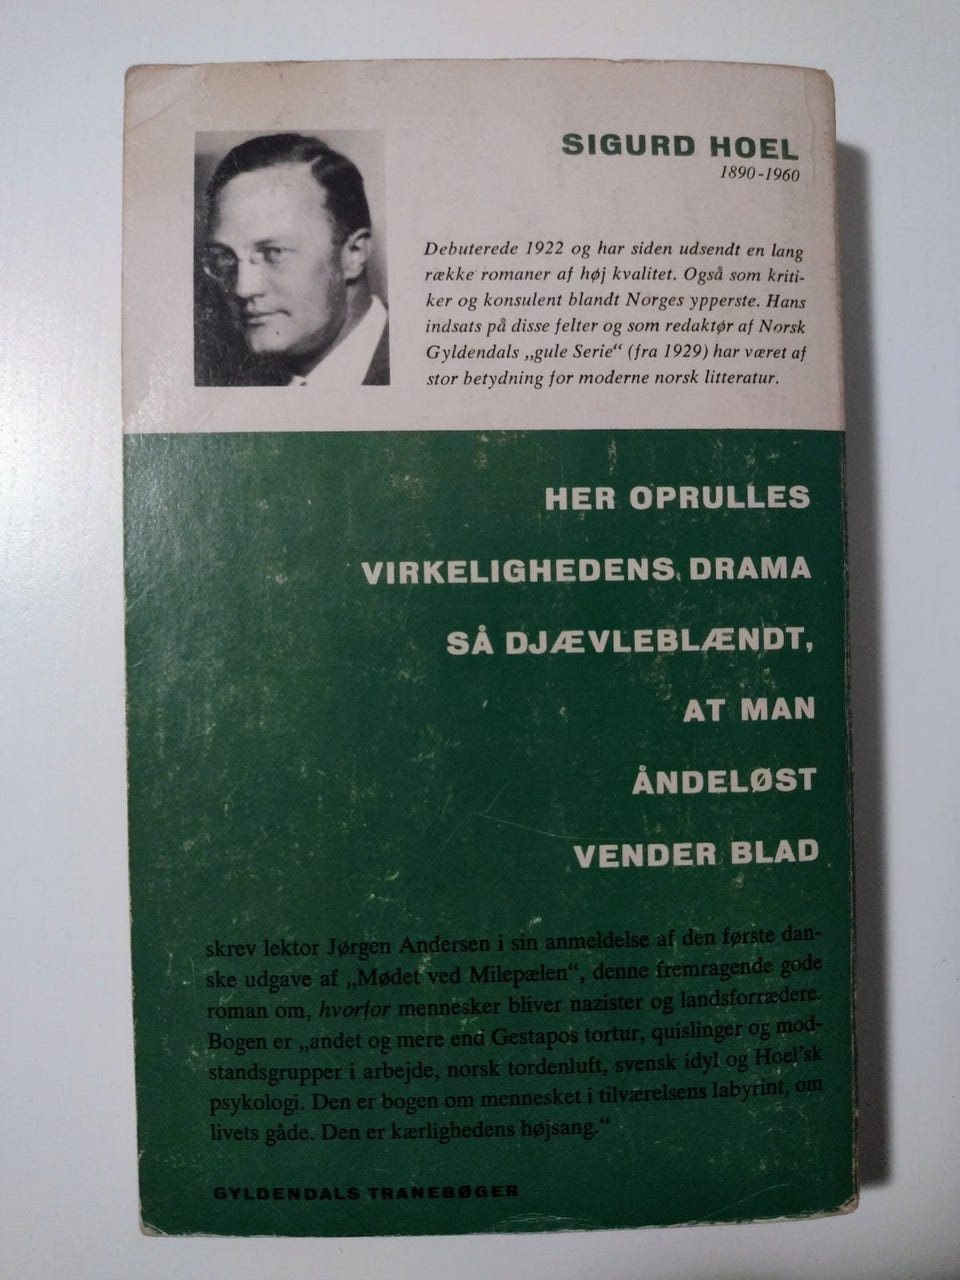 SIGURD HOEL
1890-1960
Debuterede 1922 og har siden udsendt en lang
række romaner af høj kvalitet. Også som kriti-
ker og konsulent blandt Norges ypperste. Hans
indsats på disse felter og som redaktør af Norsk
Gyldendals „gule Serie“ (fra 1929) har været af
stor betydning for moderne norsk litteratur.
HER OPRULLES
VIRKELIGHEDENS DRAMA
SÅ DJÆVLEBLÆNDT,
AT MAN
ÅNDELØST
VENDER BLAD
skrev lektor Jørgen Andersen i sin anmeldelse af den første dan-
ske udgave af „Mødet ved Milepælen“, denne fremragende gode
roman om, hvorfor mennesker bliver nazister og landsforrædere.
Bogen er „andet og mere end Gestapos tortur, quislinger og mod-
standsgrupper i arbejde, norsk tordenluft, svensk idyl og Hoel'sk
psykologi. Den er bogen om mennesket i tilværelsens labyrint, om
livets gåde. Den er kærlighedens højsang.“
GYLDENDALS TRANEBØGER